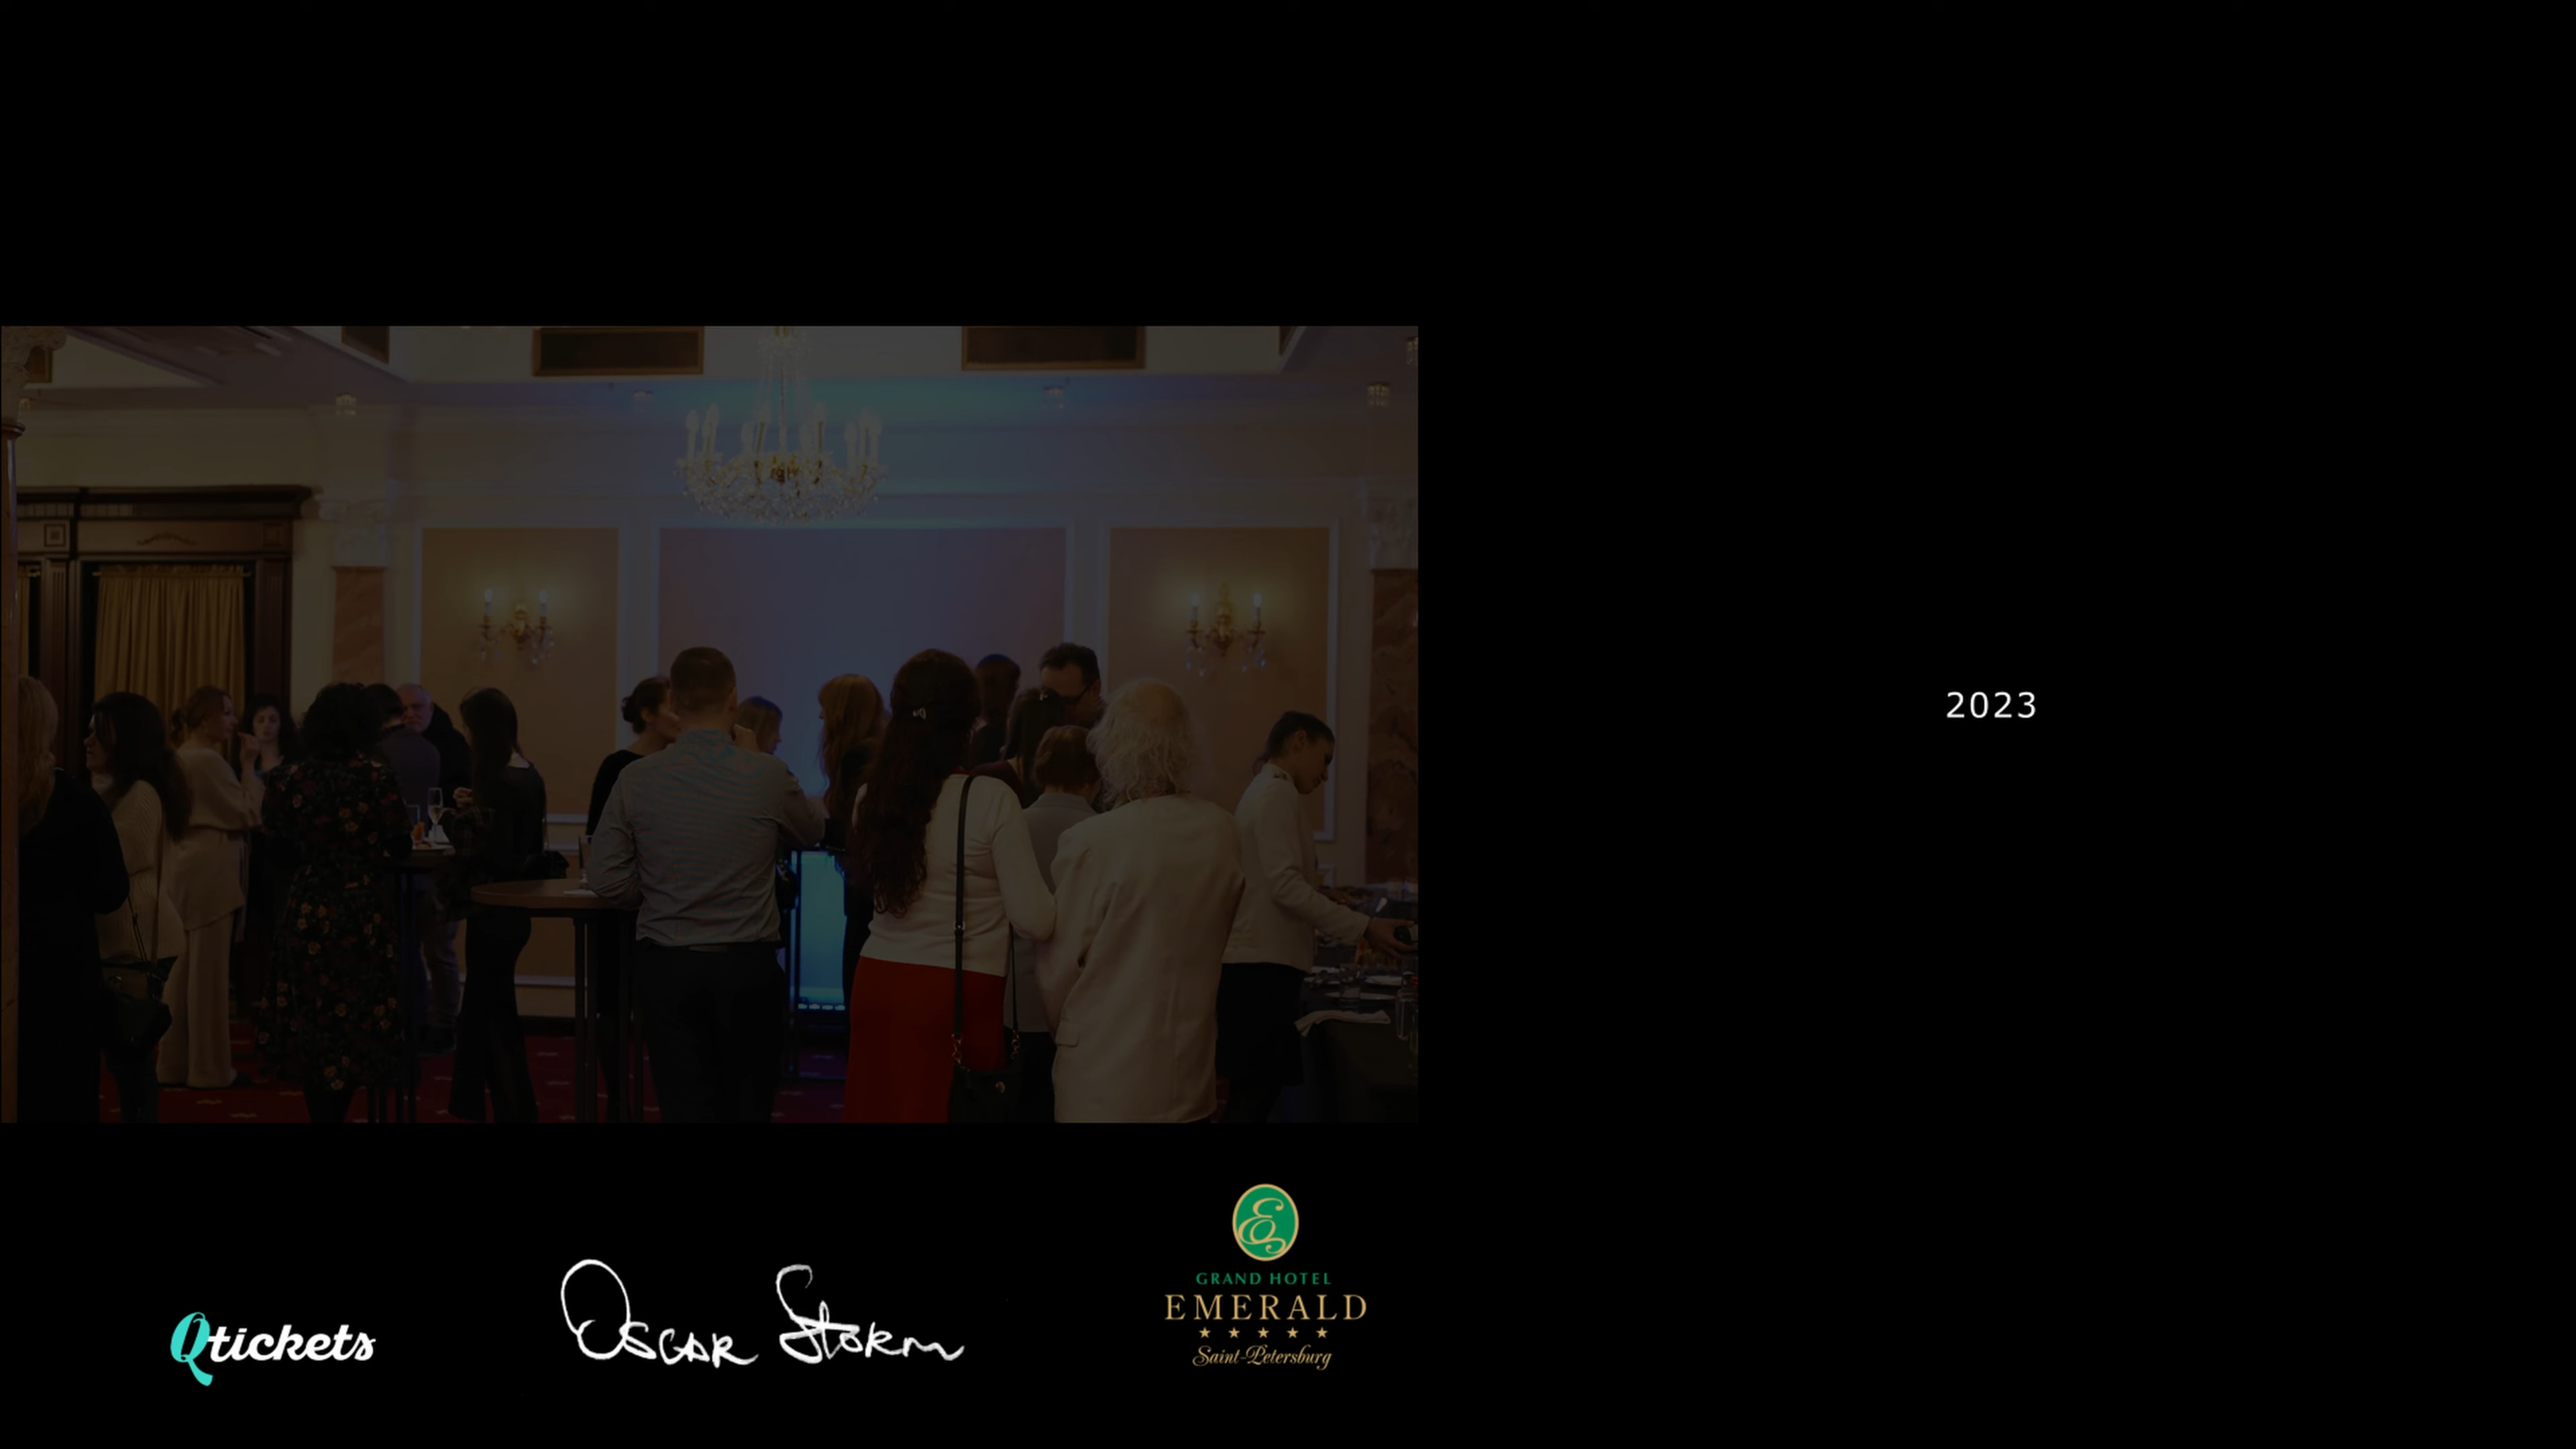 2023
Qtickets
Oscar Storm
GRAND HOTEL
EMERALD
Saint-Petersburg